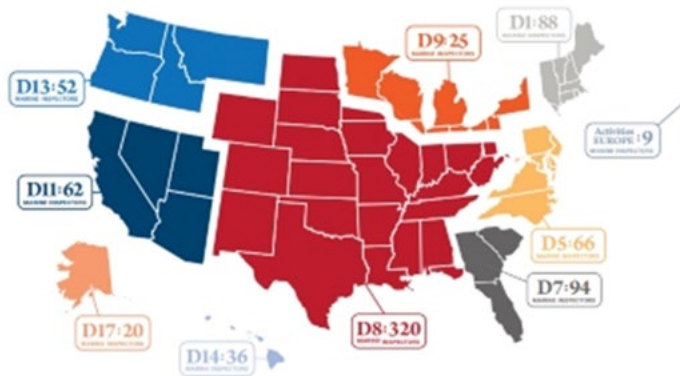 D1:88
MARINE INSPECTORS
D9:25
MARINE INSPECTORS
D13:52
MARINE INSPECTORS
Activities
EUROPE :9
MARINE INSPECTORS
D11:62
MARINE INSPECTORS
D5:66
MARINE INSPECTORS
D7:94
MARINE INSPECTORS
D17:20
MARINE INSPECTORS
D8:320
MARINE INSPECTORS
D14:36
MARINE INSPECTORS